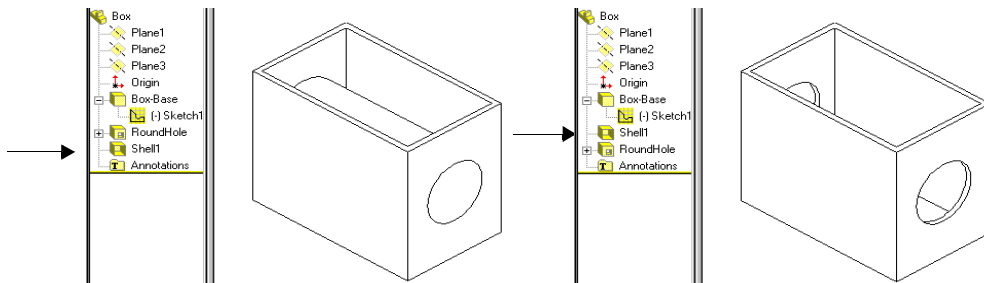 Box
Plane1
Plane2
Plane3
Origin
Box-Base
(-) Sketch1
RoundHole
Shell1
Annotations
Box
Plane1
Plane2
Plane3
Origin
Box-Base
(-) Sketch1
Shell1
RoundHole
Annotations